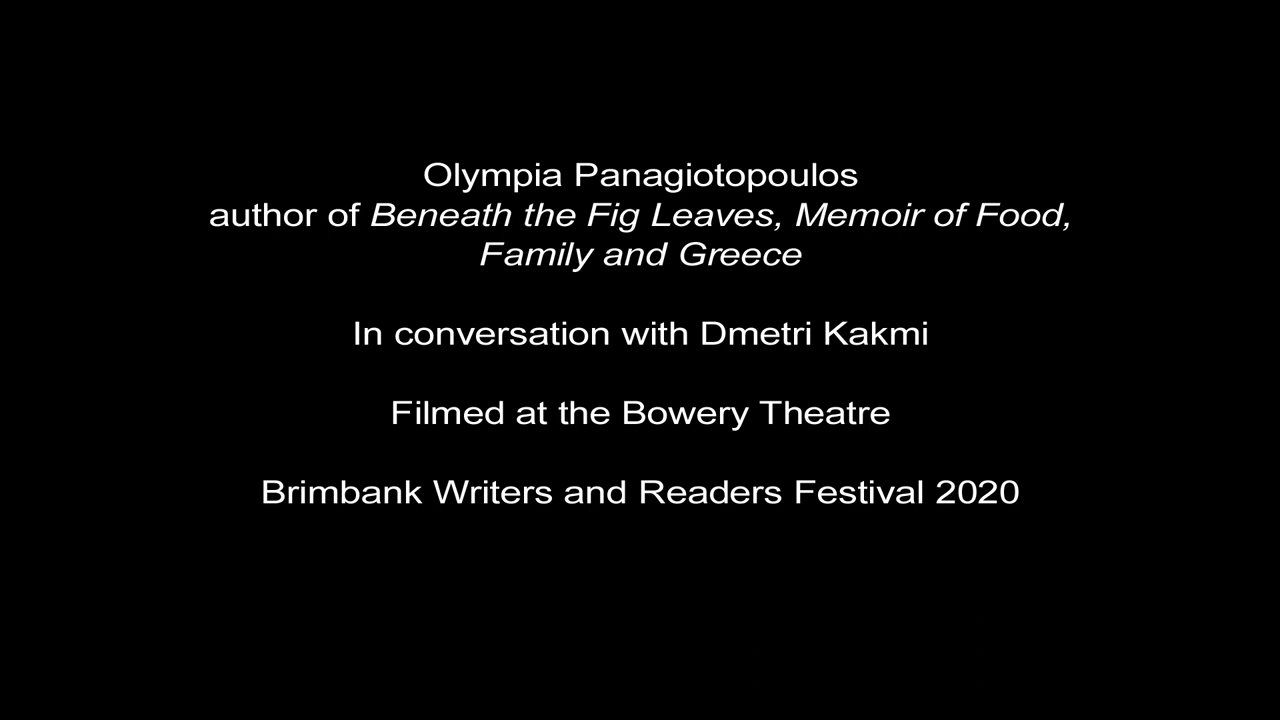 Olympia Panagiotopoulos
author of Beneath the Fig Leaves, Memoir of Food,
Family and Greece
In conversation with Dmetri Kakmi
Filmed at the Bowery Theatre
Brimbank Writers and Readers Festival 2020